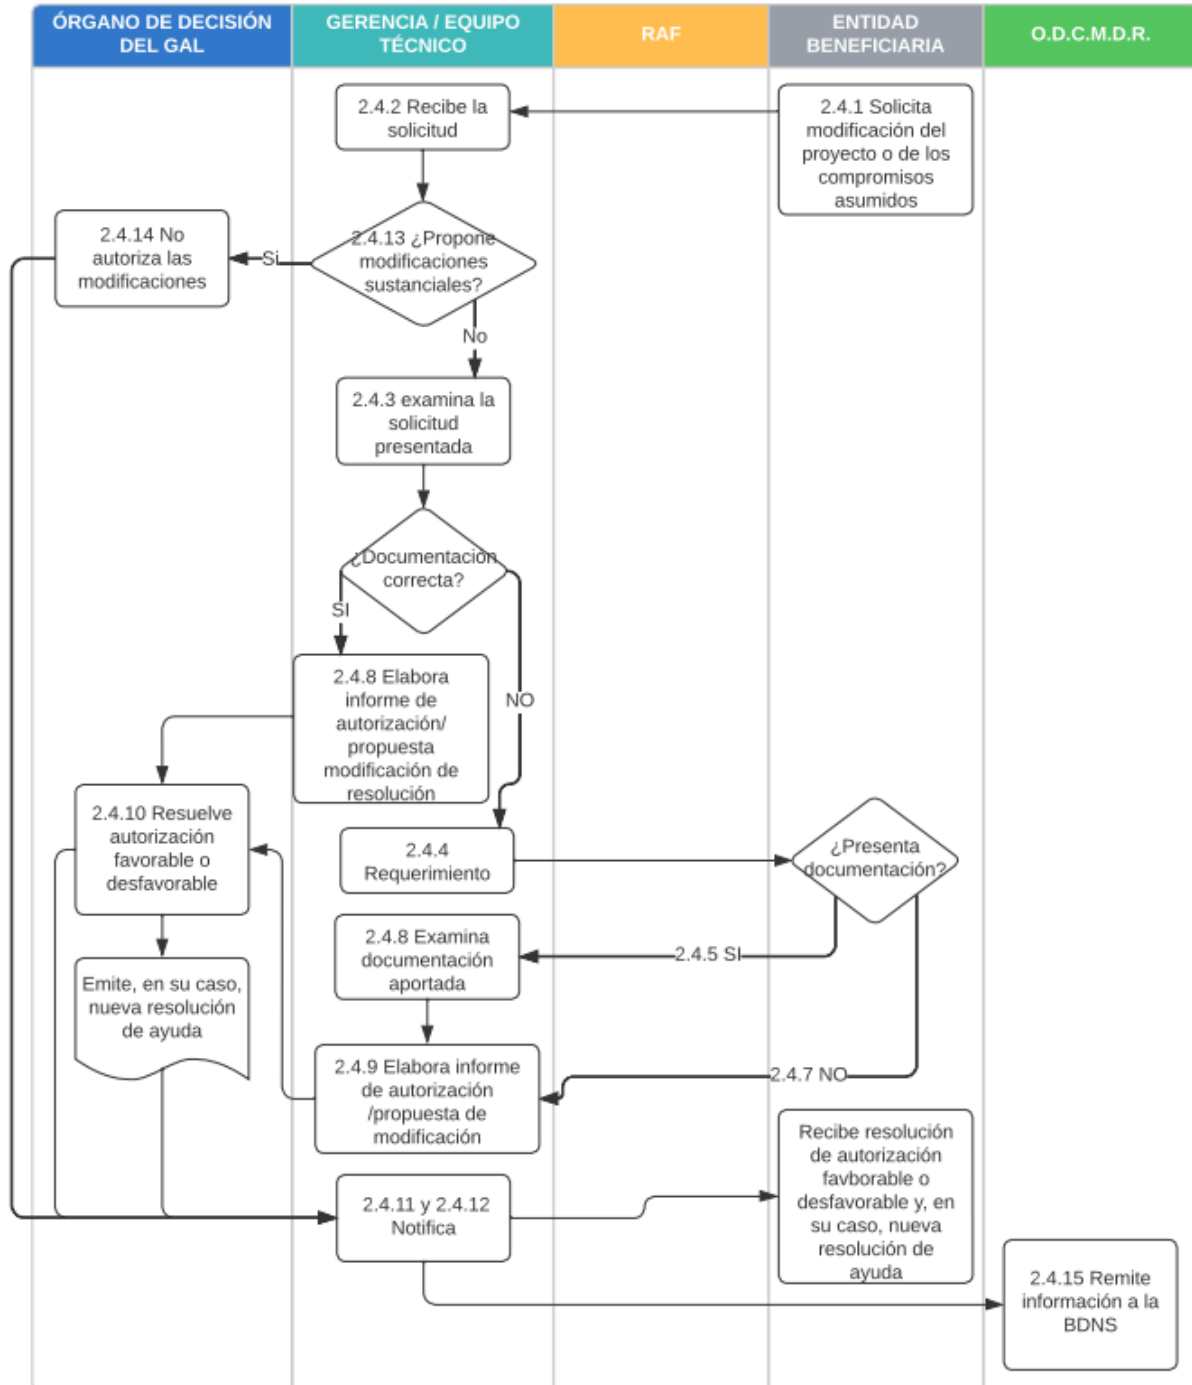 ÓRGANO DE DECISIÓN
DEL GAL
GERENCIA / EQUIPO
TÉCNICO
RAF
ENTIDAD
BENEFICIARIA
O.D.C.M.D.R.
2.4.2 Recibe la
solicitud
2.4.1 Solicita
modificación del
proyecto o de los
compromisos
asumidos
2.4.14 No
autoriza las
modificaciones
Si
2.4.13 ¿Propone
modificaciones
sustanciales?
No
2.4.3 examina la
solicitud
presentada
¿Documentación
correcta?
SI
NO
2.4.8 Elabora
informe de
autorización/
propuesta
modificación de
resolución
2.4.10 Resuelve
autorización
favorable o
desfavorable
2.4.4
Requerimiento
¿Presenta
documentación?
2.4.8 Examina
documentación
aportada
2.4.5 SI
Emite, en su caso,
nueva resolución
de ayuda
2.4.9 Elabora informe
de autorización
/propuesta de
modificación
2.4.7 NO
Recibe resolución
de autorización
favborable o
desfavorable y, en
su caso, nueva
resolución de
ayuda
2.4.11 y 2.4.12
Notifica
2.4.15 Remite
información a la
BDNS